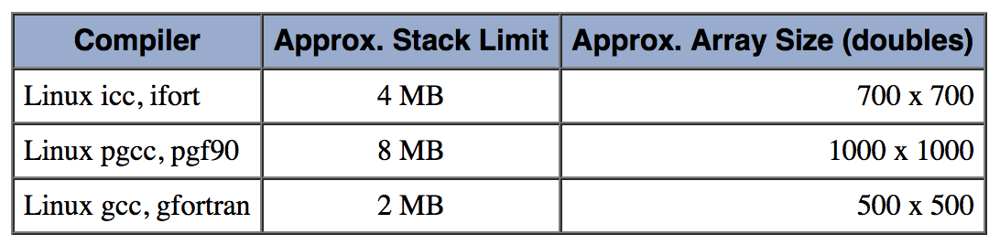 Compiler Approx. Stack Limit Approx. Array Size (doubles)
Linux icc, ifort 4 MB 700 x 700
Linux pgcc, pgf90 8 MB 1000 x 1000
Linux gcc, gfortran 2 MB 500 x 500